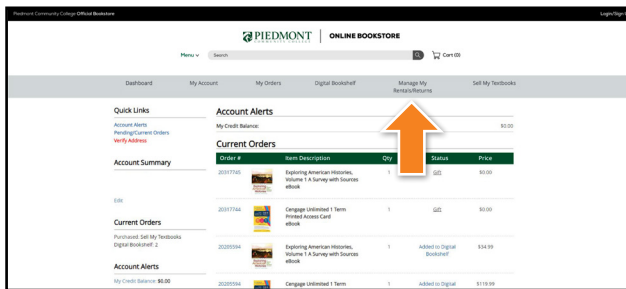 Piedmont Community College Official Bookstore
Login/Sign
PIEDMONT ONLINE BOOKSTORE
COMMUNITY COLLEGE
Menu Search Cart (0)
Dashboard My Account My Orders Digital Bookshelf Manage My Rentals/Returns Sell My Textbooks
Quick Links
Account Alerts
Pending/Current Orders
Verify Address
Account Summary
Edit
Current Orders
Purchased: Sell My Textbooks
Digital Bookshelf: 2
Account Alerts
My Credit Balance: $0.00
Account Alerts
My Credit Balance: $0.00
Current Orders
Order # Item Description Qty Status Price
20317745 Exploring American Histories, 1 Gift $0.00
Volume 1 A Survey with Sources
eBook
20317744 Cengage Unlimited 1 Term 1 Gift $0.00
Printed Access Card
eBook
20205594 Exploring American Histories, 1 Added to Digital $34.99
Volume 1 A Survey with Sources Bookshelf
eBook
20205594 Cengage Unlimited 1 Term 1 Added to Digital $119.99